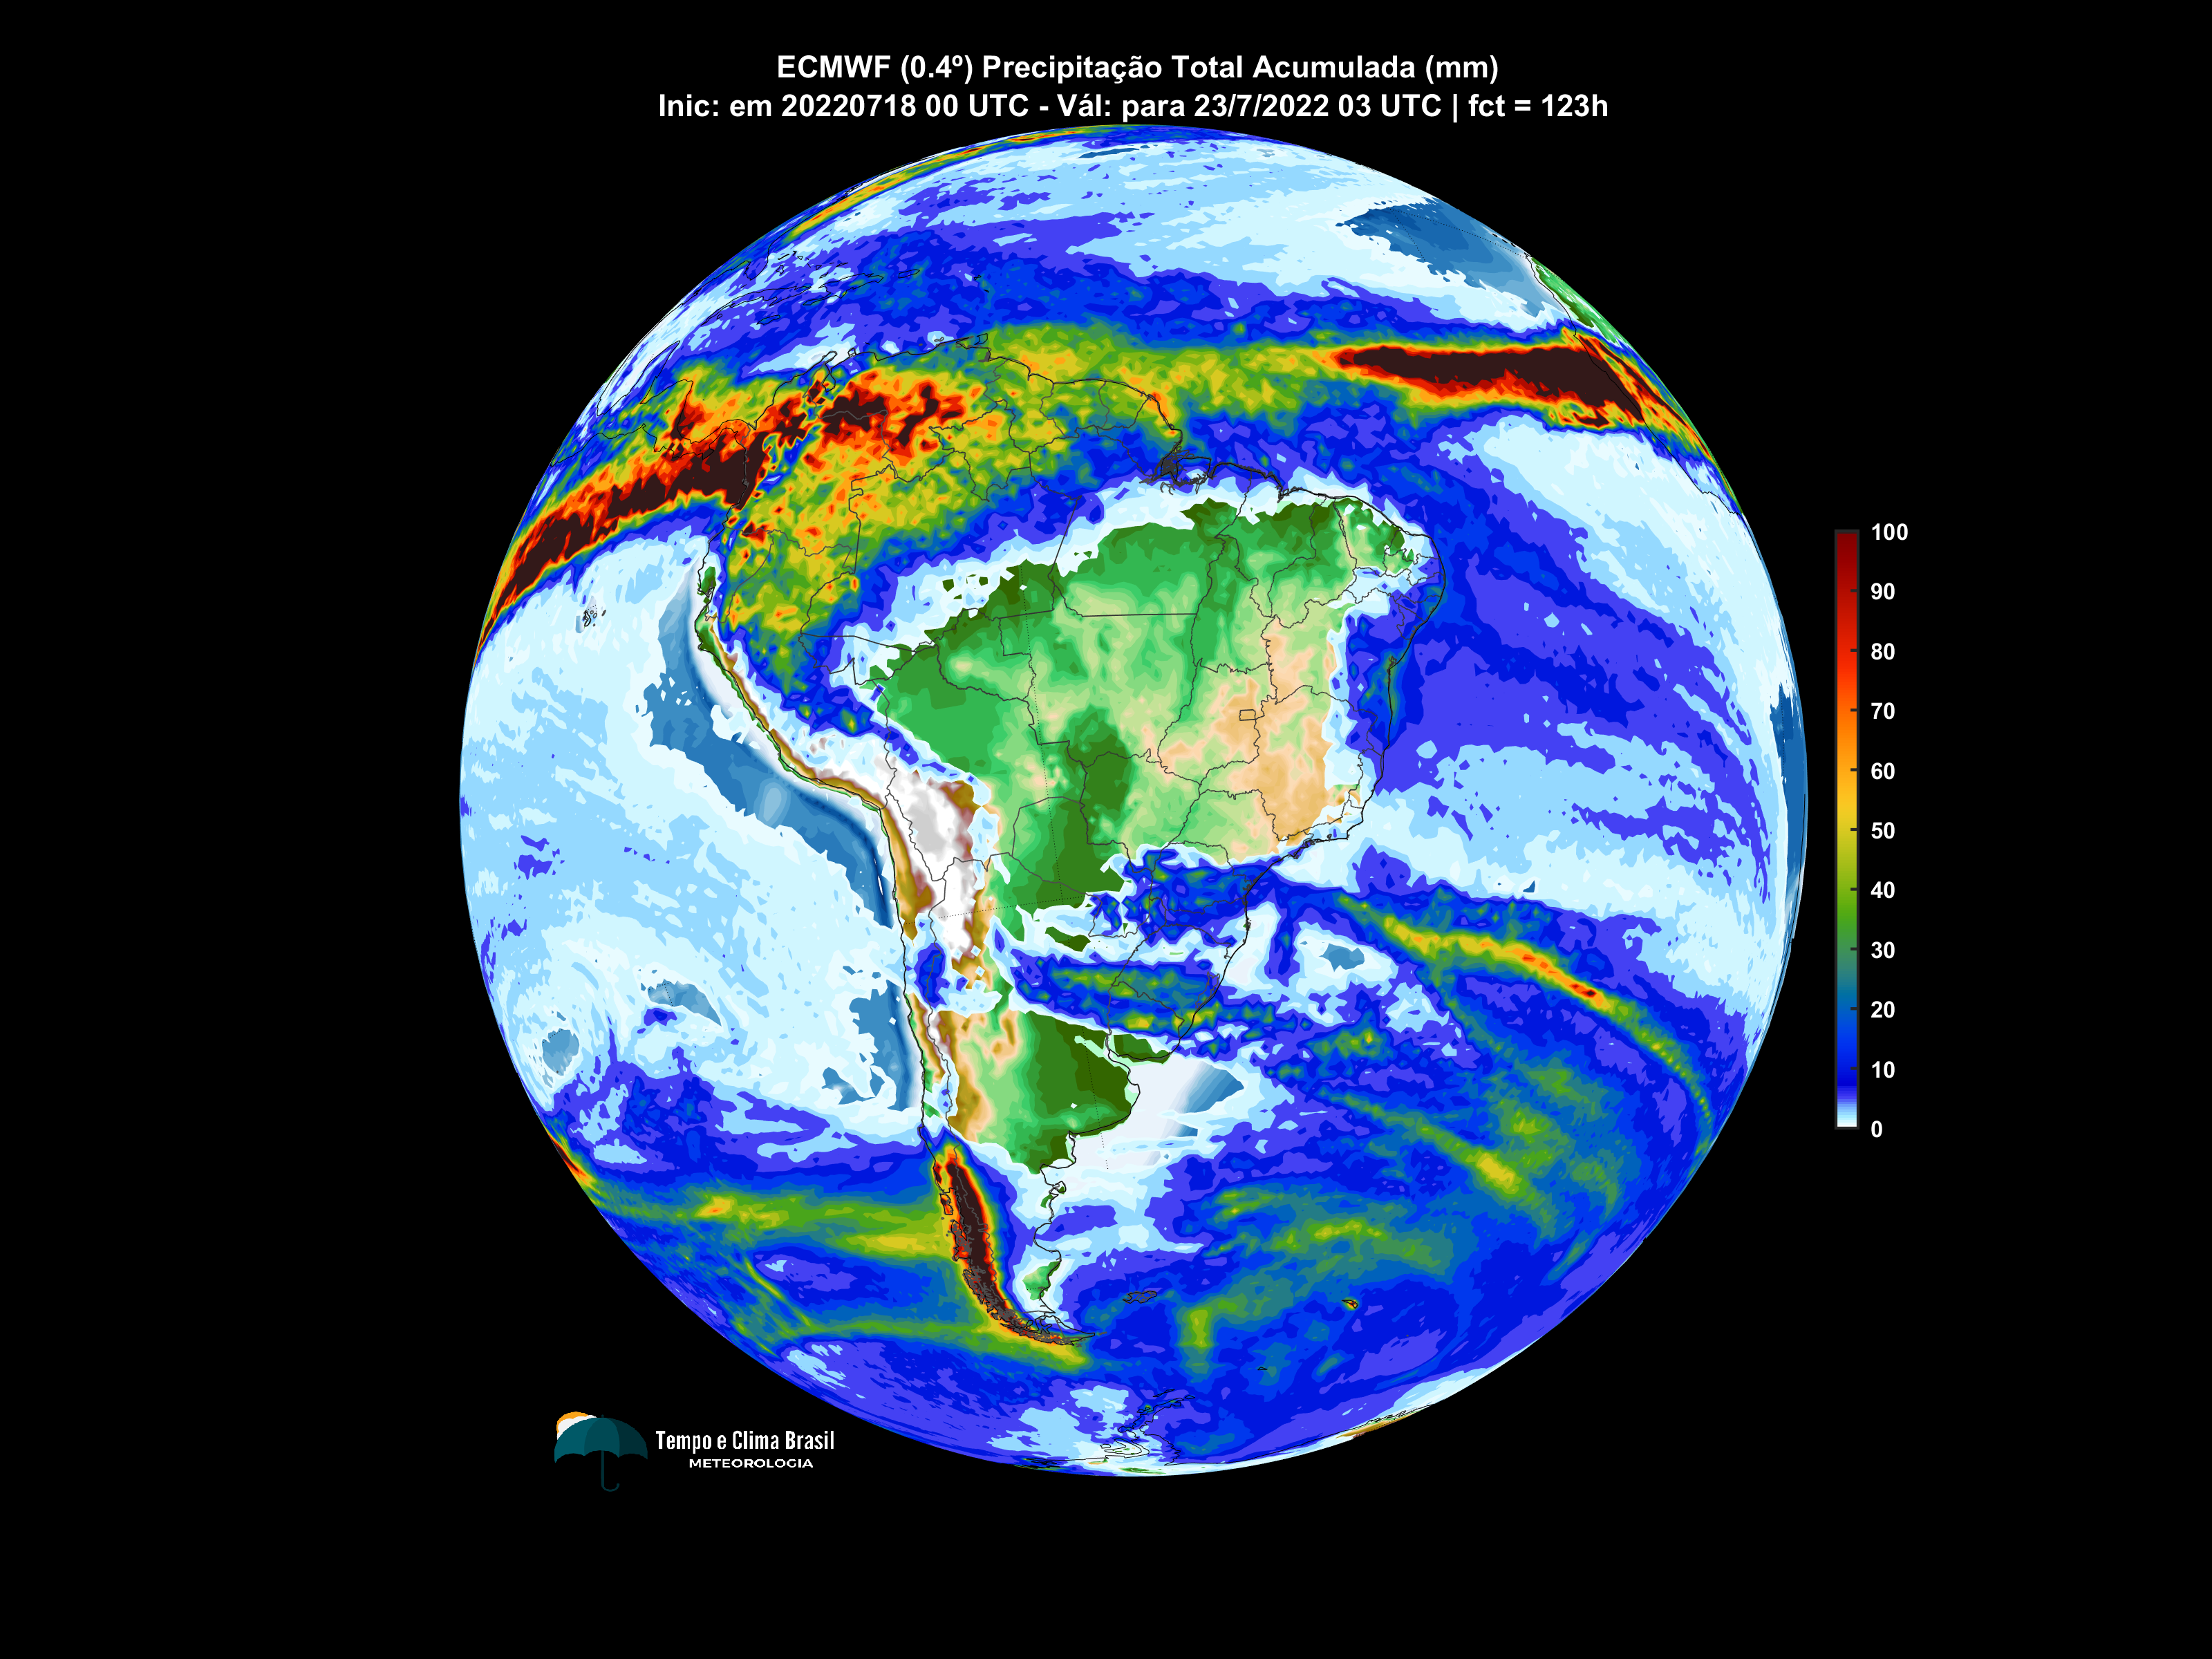 ECMWF (0.4º) Precipitação Total Acumulada (mm)
Inic: em 20220718 00 UTC - Vál: para 23/7/2022 03 UTC | fct = 123h
100
90
80
70
60
50
40
30
20
10
0
Tempo e Clima Brasil
METEOROLOGIA